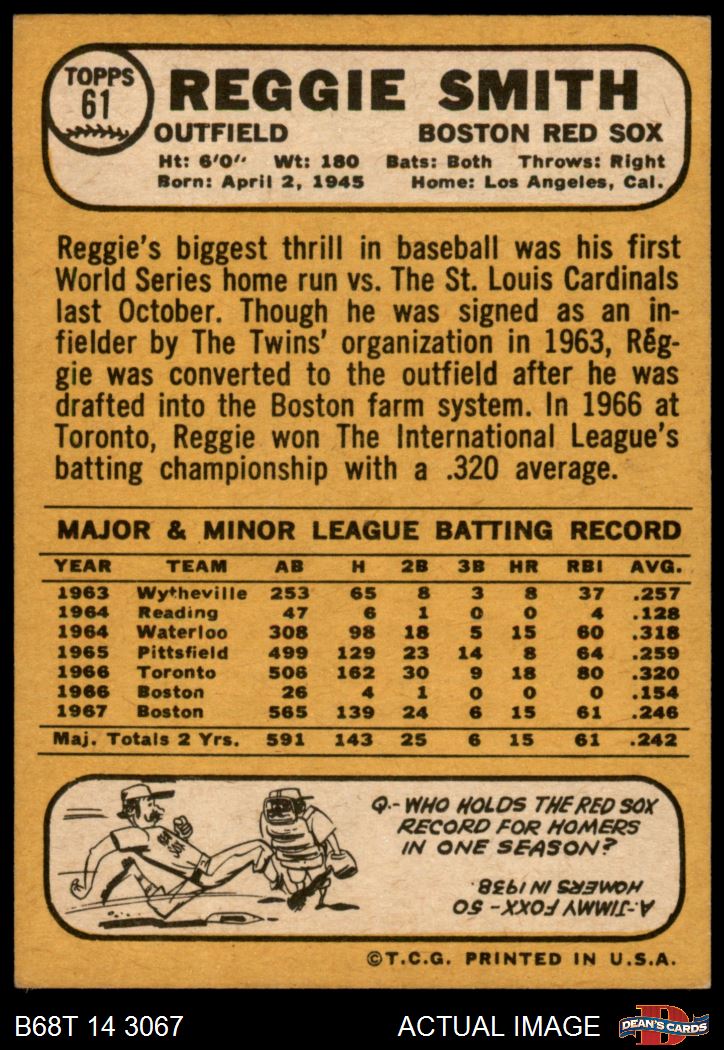 TOPPS
61
REGGIE SMITH
OUTFIELD BOSTON RED SOX
Ht: 6'0" Wt: 180 Bats: Both Throws: Right
Born: April 2, 1945 Home: Los Angeles, Cal.
Reggie's biggest thrill in baseball was his first
World Series home run vs. The St. Louis Cardinals
last October. Though he was signed as an in-
fielder by The Twins' organization in 1963, Reg-
gie was converted to the outfield after he was
drafted into the Boston farm system. In 1966 at
Toronto, Reggie won The International League's
batting championship with a .320 average.
MAJOR & MINOR LEAGUE BATTING RECORD
YEAR TEAM AB H 2B 3B HR RBI AVG.
1963 Wytheville 253 65 8 3 8 37 .257
1964 Reading 47 6 1 0 0 4 .128
1964 Waterloo 308 98 18 5 15 60 .318
1965 Pittsfield 499 129 23 14 8 64 .259
1966 Toronto 506 162 30 9 18 80 .320
1966 Boston 26 4 1 0 0 0 .154
1967 Boston 565 139 24 6 15 61 .246
Maj. Totals 2 Yrs. 591 143 25 6 15 61 .242
Q.- WHO HOLDS THE RED SOX
RECORD FOR HOMERS
IN ONE SEASON?
A-JIMMY FOXX - 50
HOMERS IN 1938.
©T.C.G. PRINTED IN U.S.A.
B68T 14 3067 ACTUAL IMAGE
D
DEAN'S CARDS